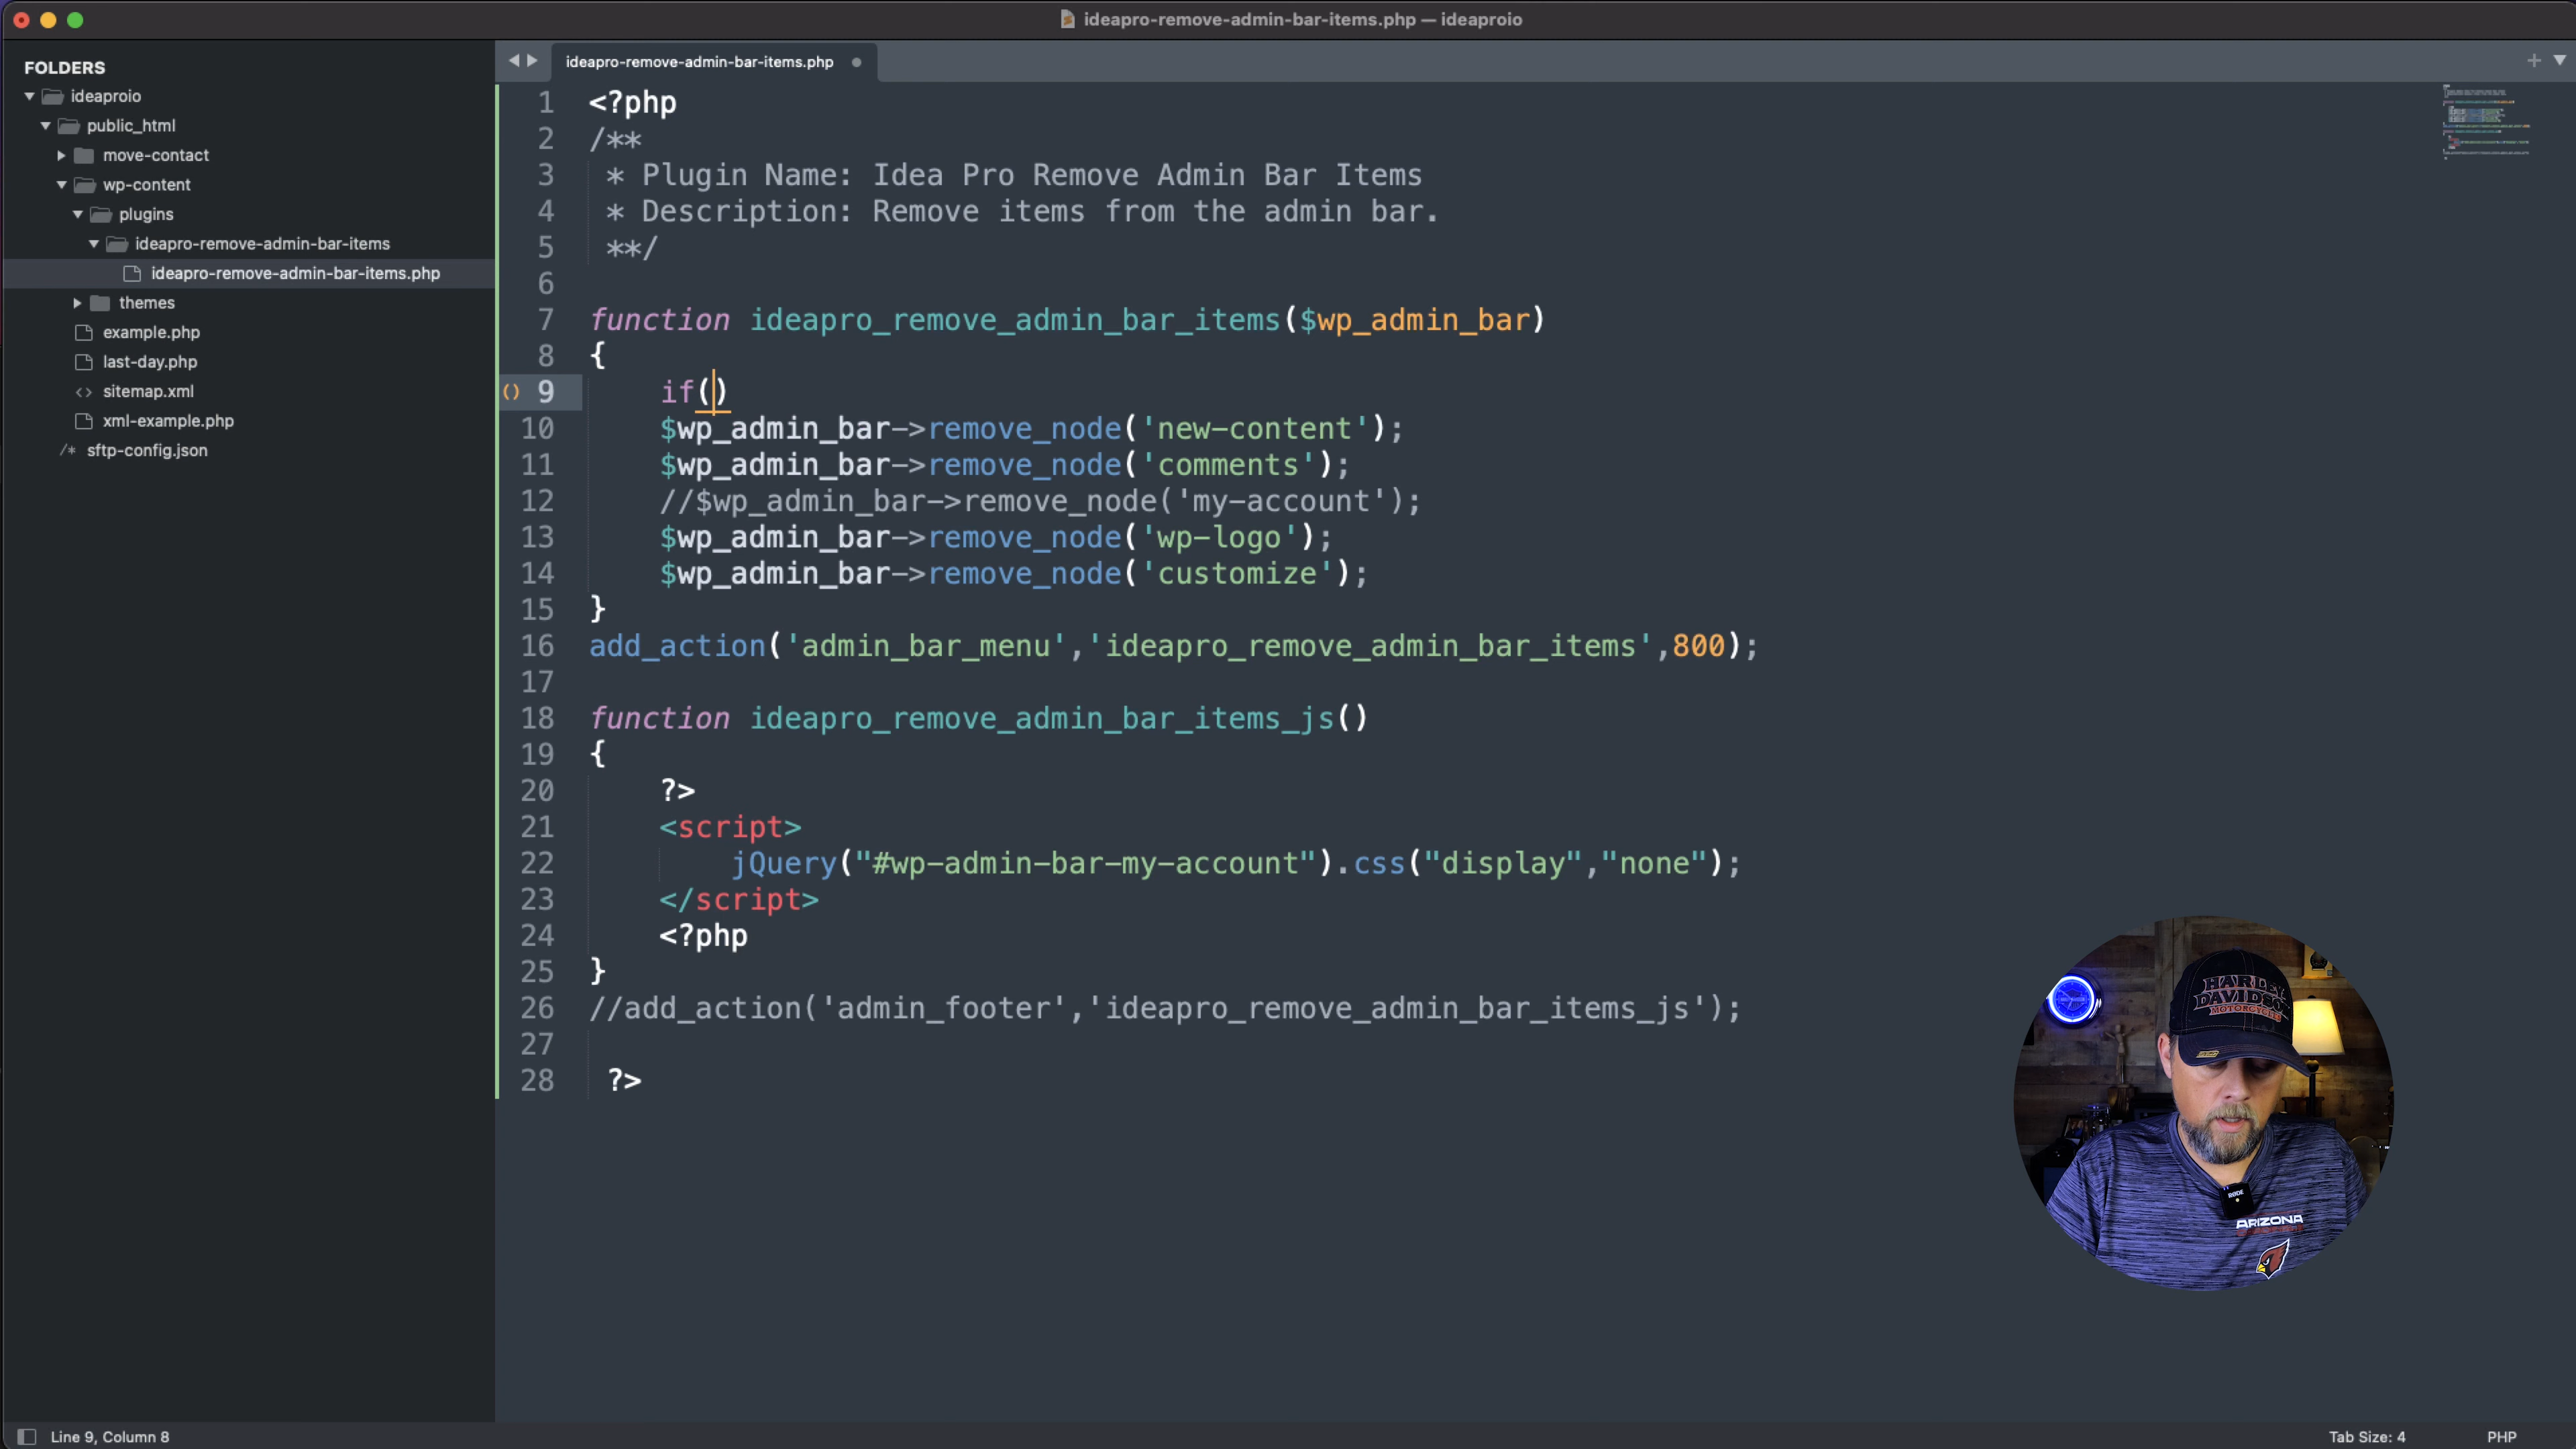 ideapro-remove-admin-bar-items.php — ideaproio
FOLDERS
ideaproio
public_html
move-contact
wp-content
plugins
ideapro-remove-admin-bar-items
ideapro-remove-admin-bar-items.php
themes
example.php
last-day.php
<> sitemap.xml
xml-example.php
/* sftp-config.json
ideapro-remove-admin-bar-items.php
1 <?php
2 /**
3 * Plugin Name: Idea Pro Remove Admin Bar Items
4 * Description: Remove items from the admin bar.
5 **/
6
7 function ideapro_remove_admin_bar_items($wp_admin_bar)
8 {
() 9 if()
10 $wp_admin_bar->remove_node('new-content');
11 $wp_admin_bar->remove_node('comments');
12 //$wp_admin_bar->remove_node('my-account');
13 $wp_admin_bar->remove_node('wp-logo');
14 $wp_admin_bar->remove_node('customize');
15 }
16 add_action('admin_bar_menu','ideapro_remove_admin_bar_items',800);
17
18 function ideapro_remove_admin_bar_items_js()
19 {
20 ?>
21 <script>
22 jQuery("#wp-admin-bar-my-account").css("display","none");
23 </script>
24 <?php
25 }
26 //add_action('admin_footer','ideapro_remove_admin_bar_items_js');
27
28 ?>
HARLEY
DAVIDSON
MOTORCYCLES
RØDE
ARIZONA
Line 9, Column 8
Tab Size: 4
PHP